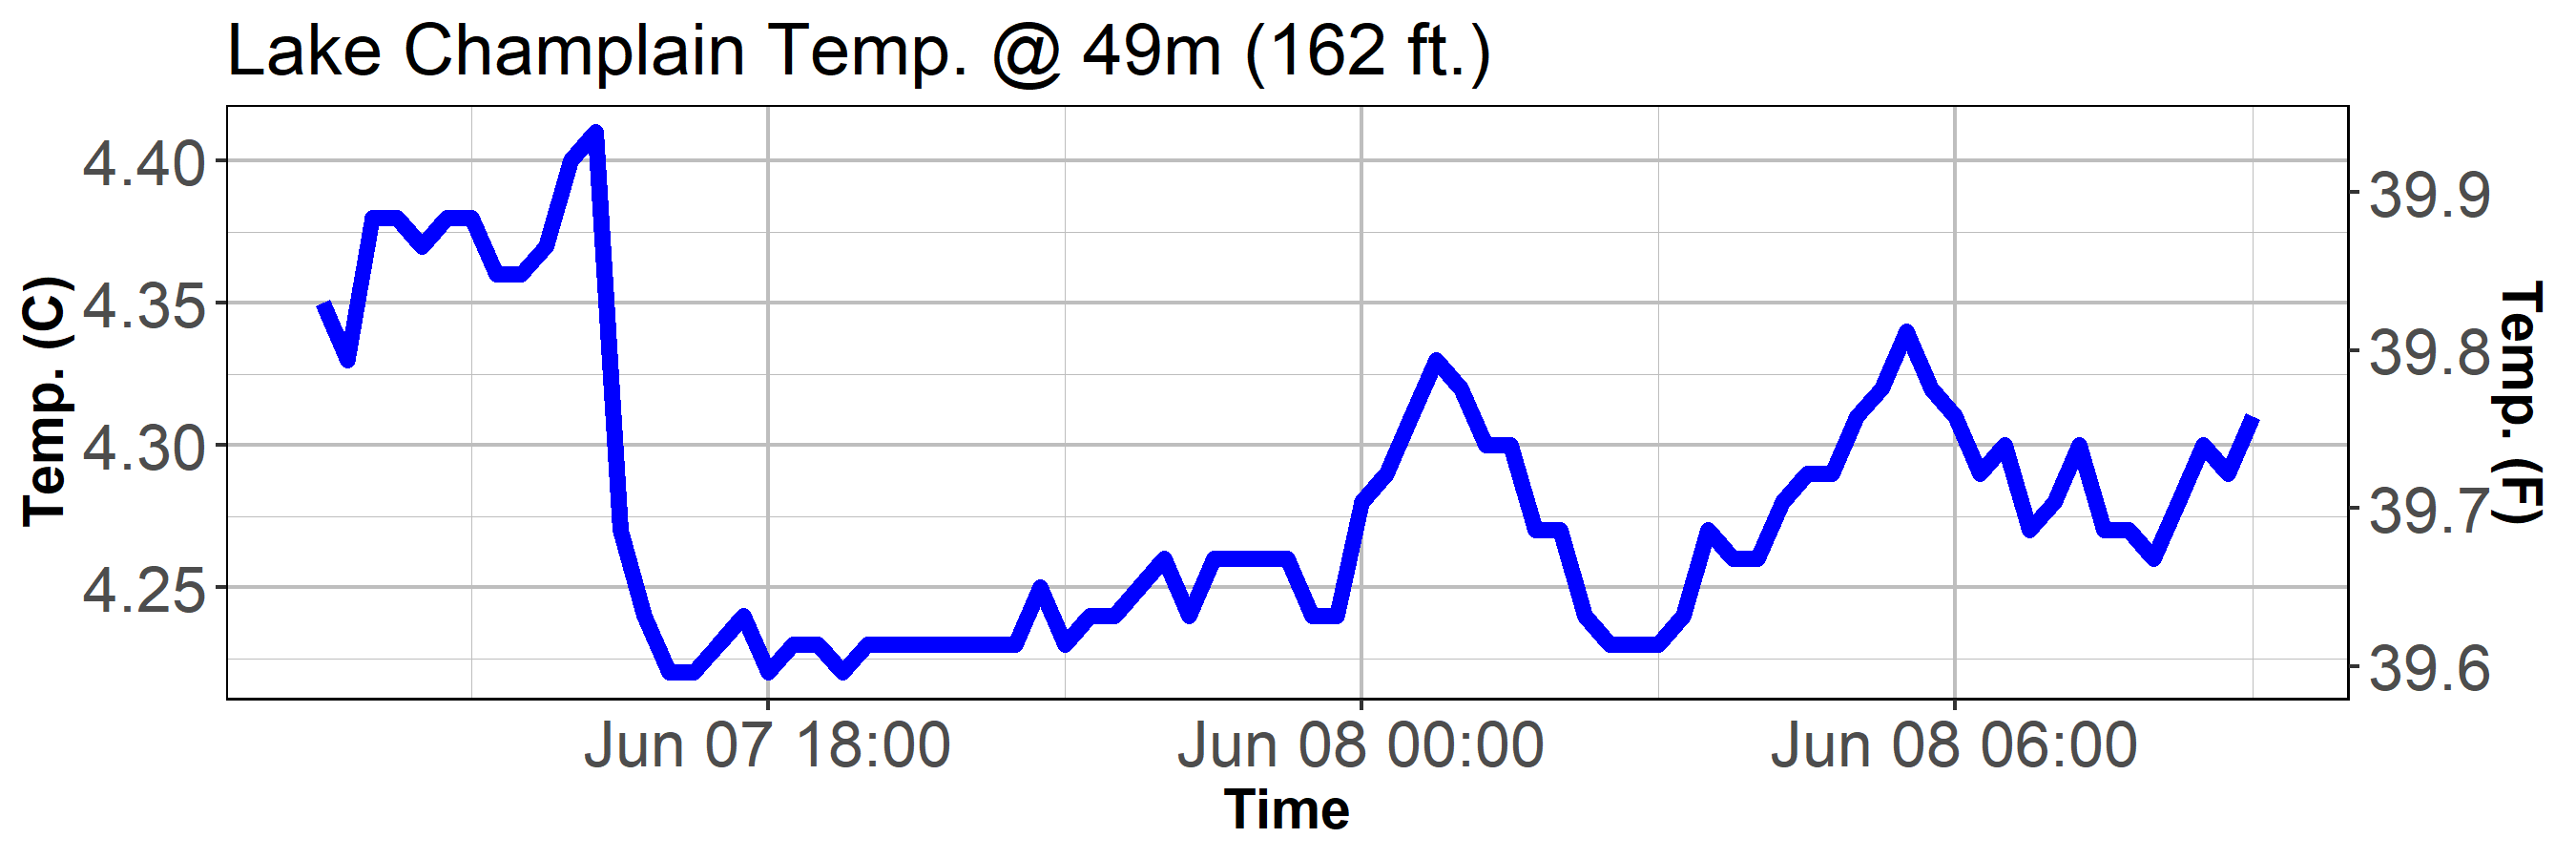 Lake Champlain Temp. @ 49m (162 ft.)
4.40
4.35
4.30
4.25
Temp. (C)
39.9
39.8
39.7
39.6
Temp. (F)
Jun 07 18:00
Jun 08 00:00
Jun 08 06:00
Time